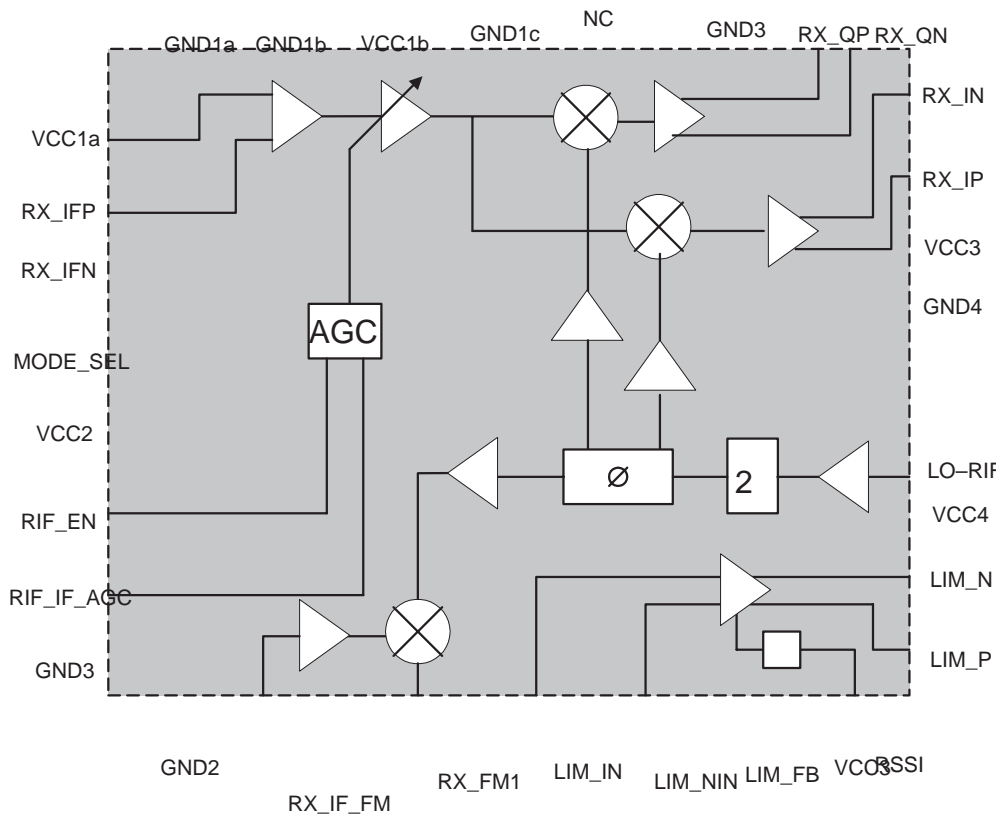 NC
GND1a GND1b VCC1b GND1c GND3 RX_QP RX_QN
RX_IN
VCC1a
RX_IFP
RX_IP
RX_IFN
VCC3
GND4
AGC
MODE_SEL
VCC2
LO–RIF
2
Ø
VCC4
RIF_EN
LIM_N
RIF_IF_AGC
LIM_P
GND3
GND2
RX_IF_FM
RX_FM1
LIM_IN
LIM_NIN
LIM_FB
VCC3
RSSI